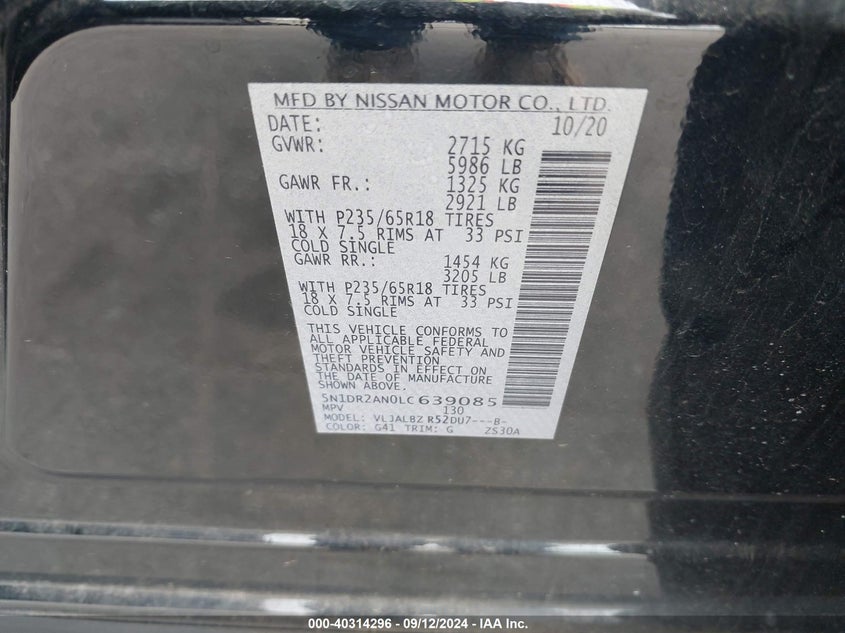 MFD BY NISSAN MOTOR CO., LTD.
DATE: 10/20
GVWR: 2715 KG
5986 LB
GAWR FR.: 1325 KG
2921 LB
WITH P235/65R18 TIRES
18 X 7.5 RIMS AT 33 PSI
COLD SINGLE
GAWR RR.: 1454 KG
3205 LB
WITH P235/65R18 TIRES
18 X 7.5 RIMS AT 33 PSI
COLD SINGLE
THIS VEHICLE CONFORMS TO
ALL APPLICABLE FEDERAL
MOTOR VEHICLE SAFETY AND
THEFT PREVENTION
STANDARDS IN EFFECT ON
THE DATE OF MANUFACTURE
SHOWN ABOVE.
5N1DR2AN0LC639085
MPV 130
MODEL: VLJALBZ R52DU7---B-
COLOR: G41 TRIM: G ZS30A
000-40314296 - 09/12/2024 - IAA Inc.